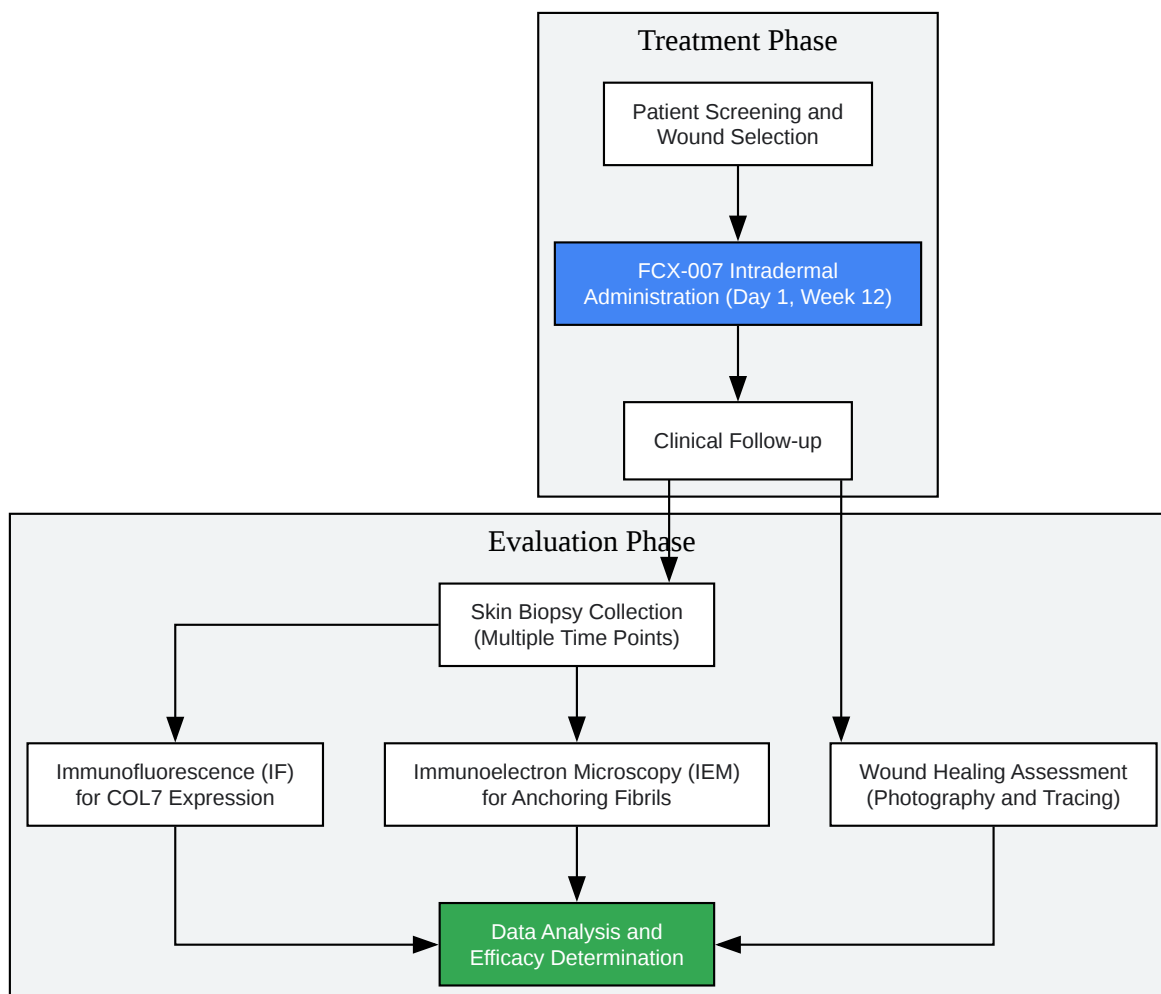 Treatment Phase
Patient Screening and
Wound Selection
FCX-007 Intradermal
Administration (Day 1, Week 12)
Clinical Follow-up
Evaluation Phase
Skin Biopsy Collection
(Multiple Time Points)
Immunofluorescence (IF)
for COL7 Expression
Immunoelectron Microscopy (IEM)
for Anchoring Fibrils
Wound Healing Assessment
(Photography and Tracing)
Data Analysis and
Efficacy Determination